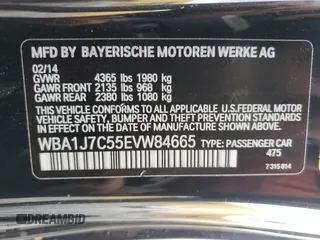 MFD BY BAYERISCHE MOTOREN WERKE AG
02/14
GVWR 4365 lbs 1980 kg
GAWR FRONT 2135 lbs 968 kg
GAWR REAR 2380 lbs 1080 kg
THIS VEHICLE CONFORMS TO ALL APPLICABLE
FEDERAL MOTOR VEHICLE SAFETY, BUMPER, AND
THEFT PREVENTION STANDARDS IN EFFECT ON THE
DATE OF MANUFACTURE SHOWN ABOVE.
WBA1J7C55EVW84665 TYPE: PASSENGER CAR
475
7 315 814
DREAMBID